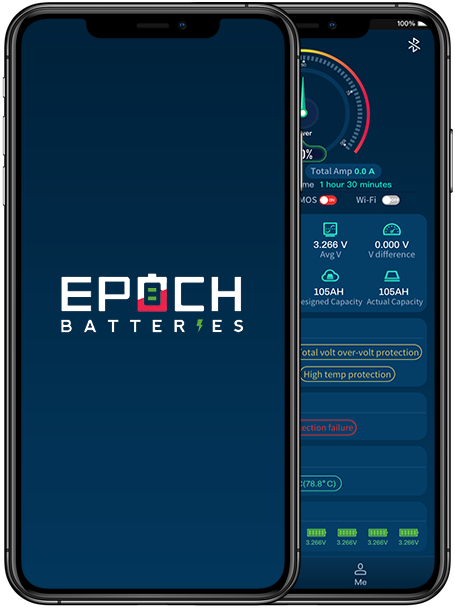 EPOCH
BATTERIES
100%
0%
Total Amp 0.0 A
1 hour 30 minutes
MOS ON Wi-Fi
3.266 V 0.000 V
Avg V V difference
105AH 105AH
esigned Capacity Actual Capacity
otal volt over-volt protection
High temp protection
ection failure
C(78.8°C)
3.266V 3.266V 3.266V 3.266V
Me